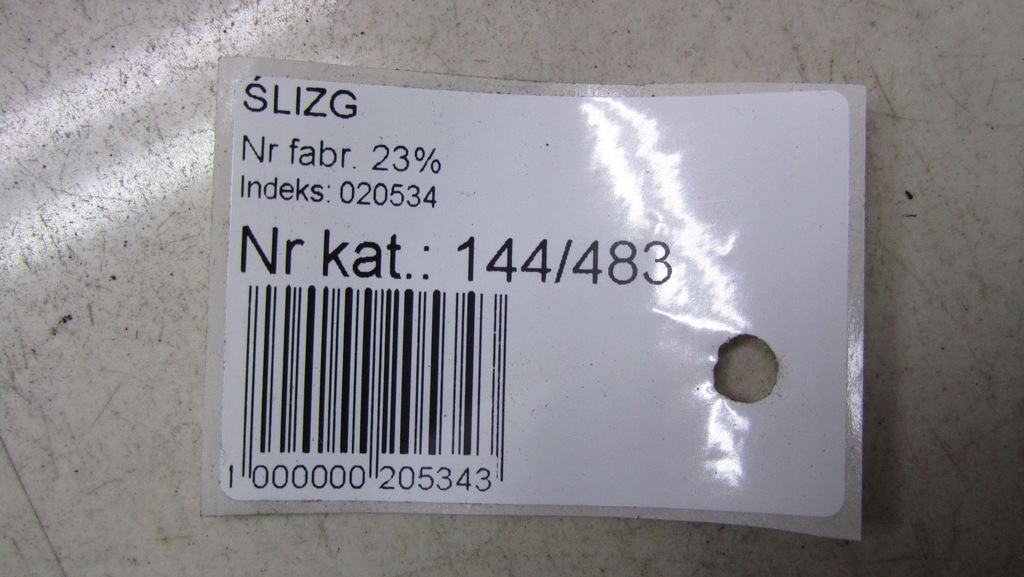 ŚLIZG
Nr fabr. 23%
Indeks: 020534
Nr kat.: 144/483
1 000000 205343